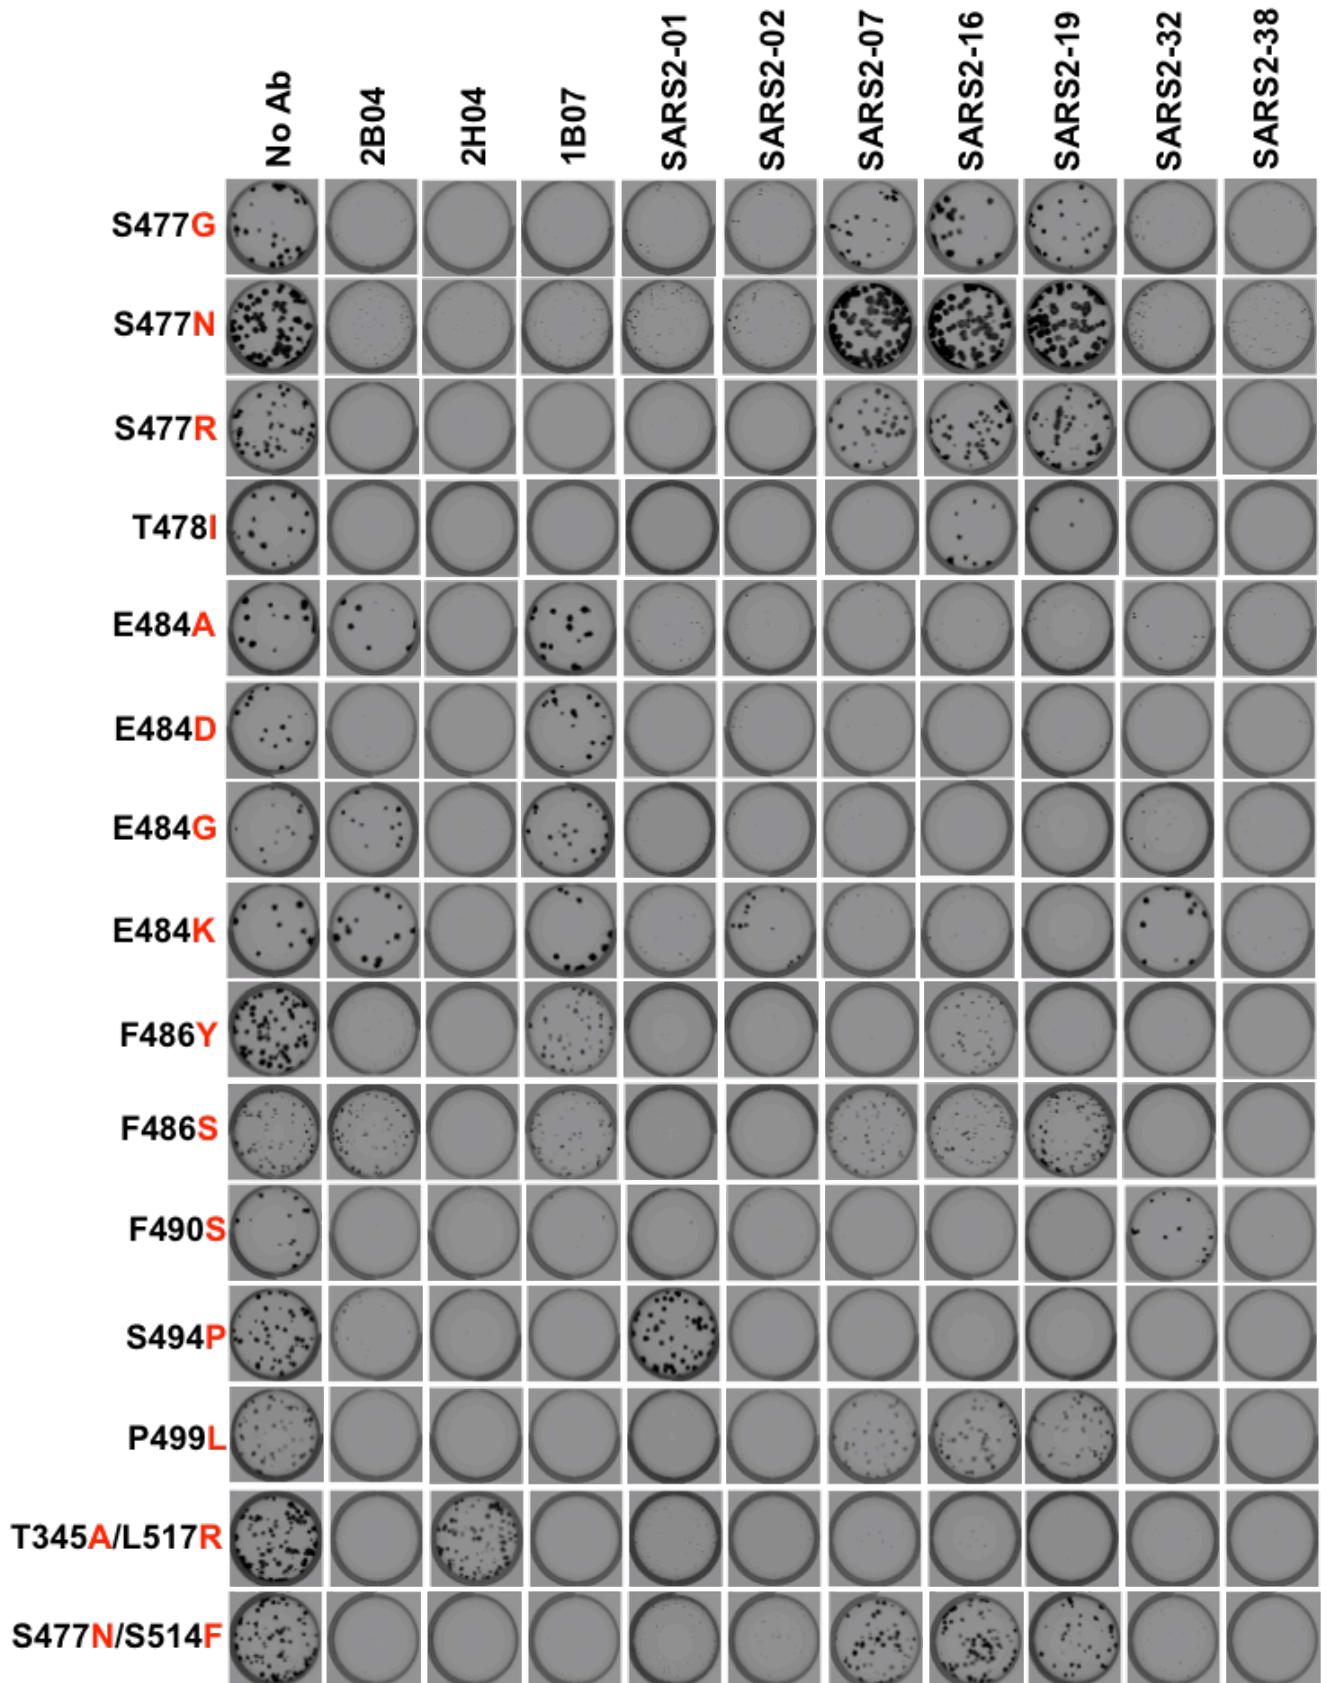 No Ab
2B04
2H04
1B07
SARS2-01
SARS2-02
SARS2-07
SARS2-16
SARS2-19
SARS2-32
SARS2-38
S477G
S477N
S477R
T478I
E484A
E484D
E484G
E484K
F486Y
F486S
F490S
S494P
P499L
T345A/L517R
S477N/S514F